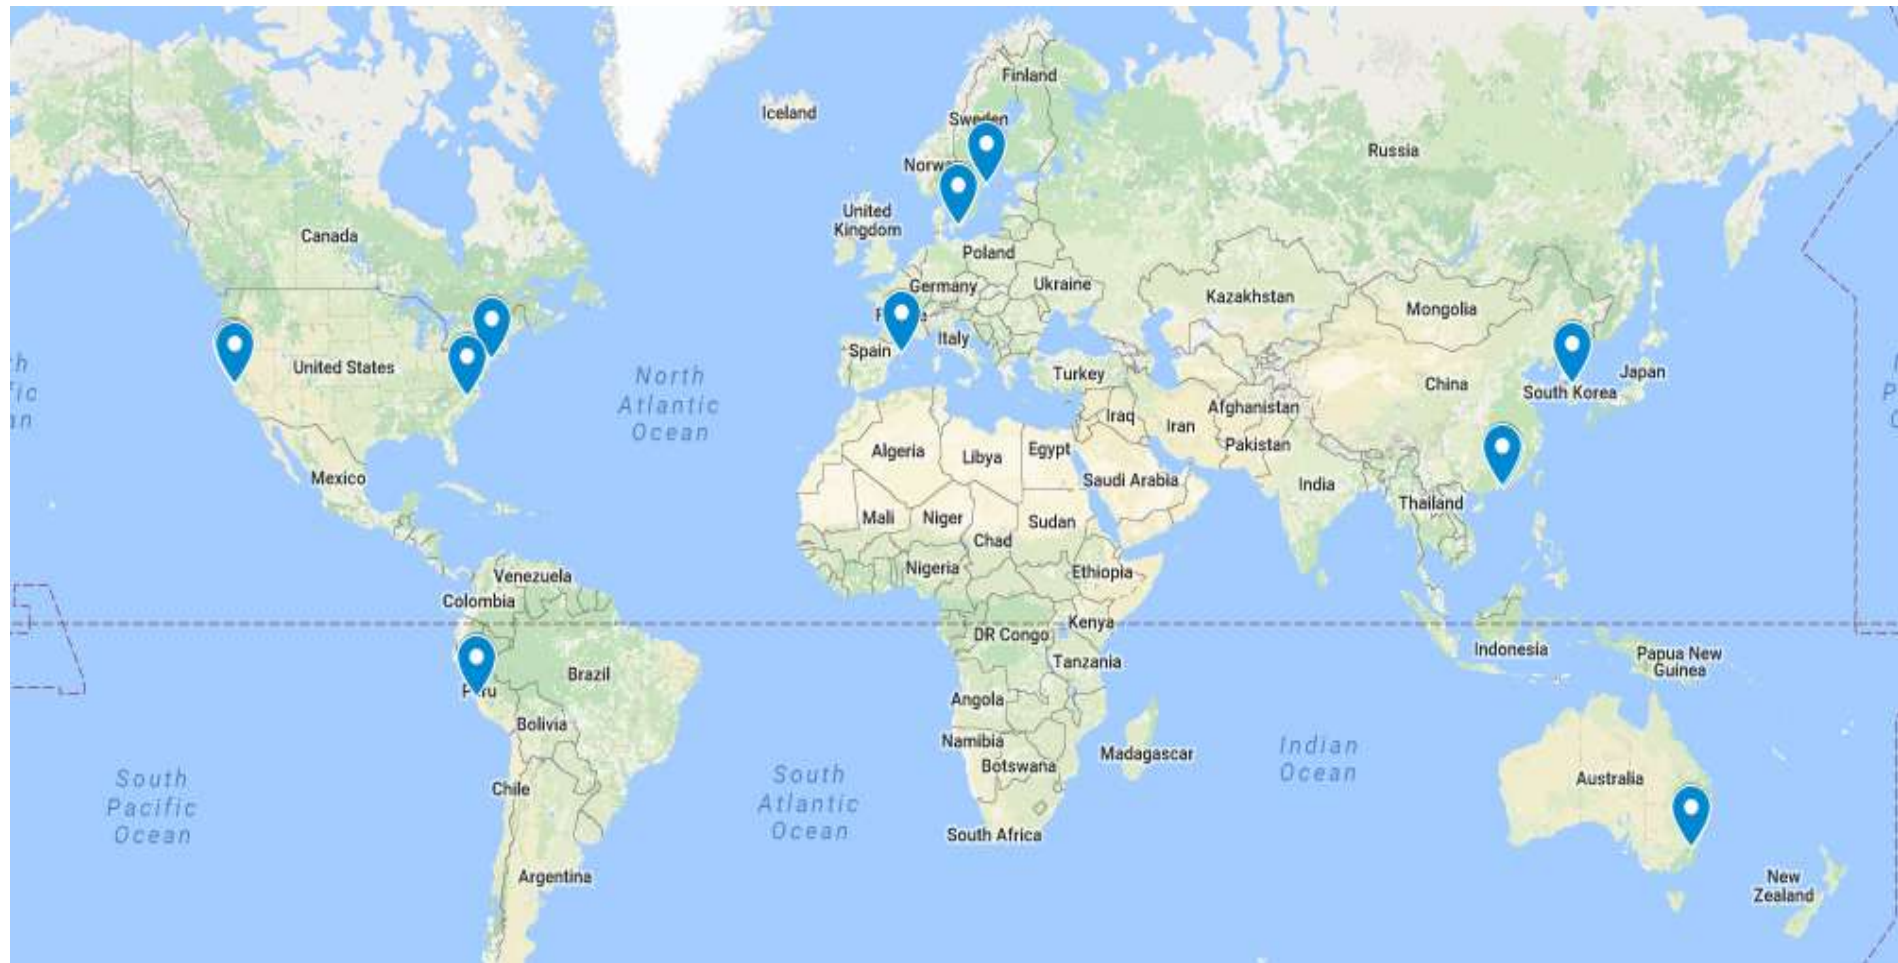 Finland
Iceland
Sweden
Russia
Norway
United
Kingdom
Canada
Poland
Germany
Ukraine
Kazakhstan
Mongolia
Italy
Spain
United States
North
Atlantic
Ocean
Turkey
China
Japan
South Korea
Iraq
Iran
Afghanistan
Pakistan
Algeria
Libya
Egypt
Saudi Arabia
India
Mexico
Thailand
Mali
Niger
Sudan
Chad
Nigeria
Ethiopia
Venezuela
Colombia
Kenya
DR Congo
Tanzania
Indonesia
Papua New
Guinea
Brazil
Peru
Angola
Bolivia
Namibia
Botswana
Madagascar
Indian
Ocean
South
Pacific
Ocean
South
Atlantic
Ocean
Chile
Australia
South Africa
Argentina
New
Zealand